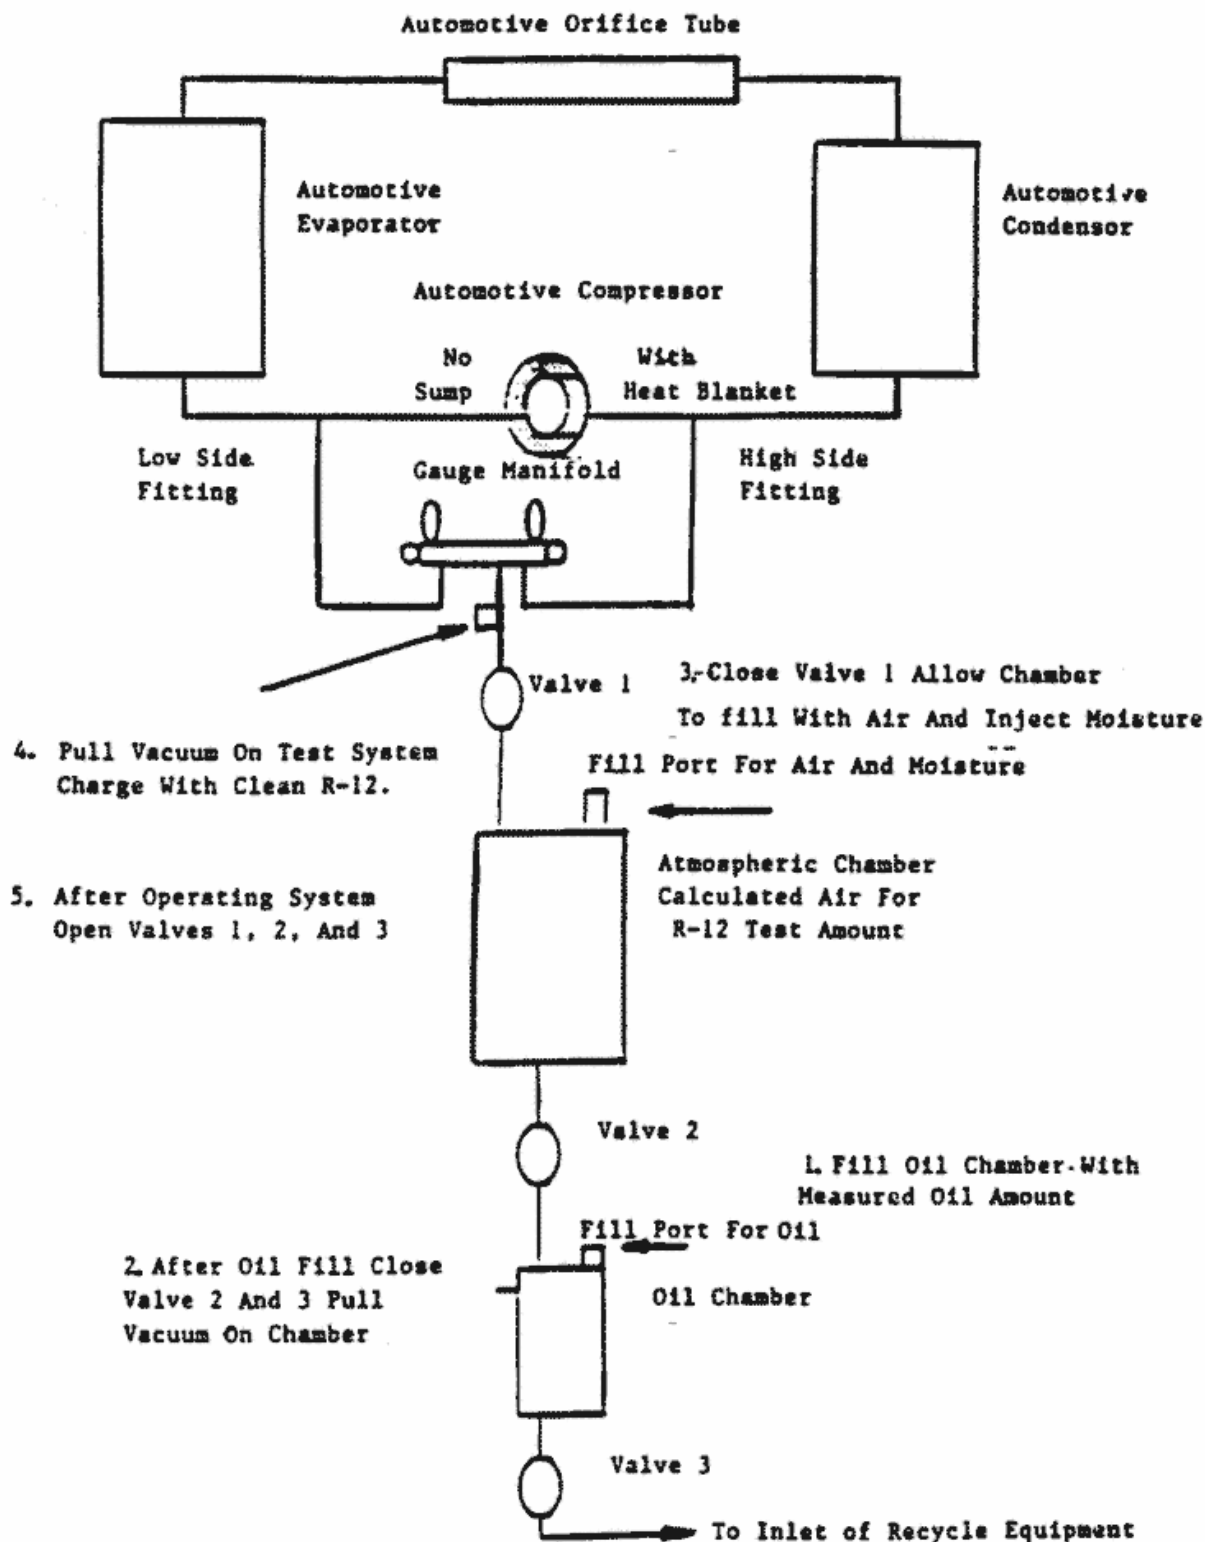 Automotive Orifice Tube
Automotive
Evaporator
Automotive
Condensor
Automotive Compressor
No
Sump
With
Heat Blanket
Low Side
Fitting
Gauge Manifold
High Side
Fitting
Valve 1
3. Close Valve 1 Allow Chamber
To fill With Air And Inject Moisture
4. Pull Vacuum On Test System
Charge With Clean R-12.
Fill Port For Air And Moisture
5. After Operating System
Open Valves 1, 2, And 3
Atmospheric Chamber
Calculated Air For
R-12 Test Amount
Valve 2
1. Fill Oil Chamber With
Measured Oil Amount
Fill Port For Oil
2. After Oil Fill Close
Valve 2 And 3 Pull
Vacuum On Chamber
Oil Chamber
Valve 3
To Inlet of Recycle Equipment